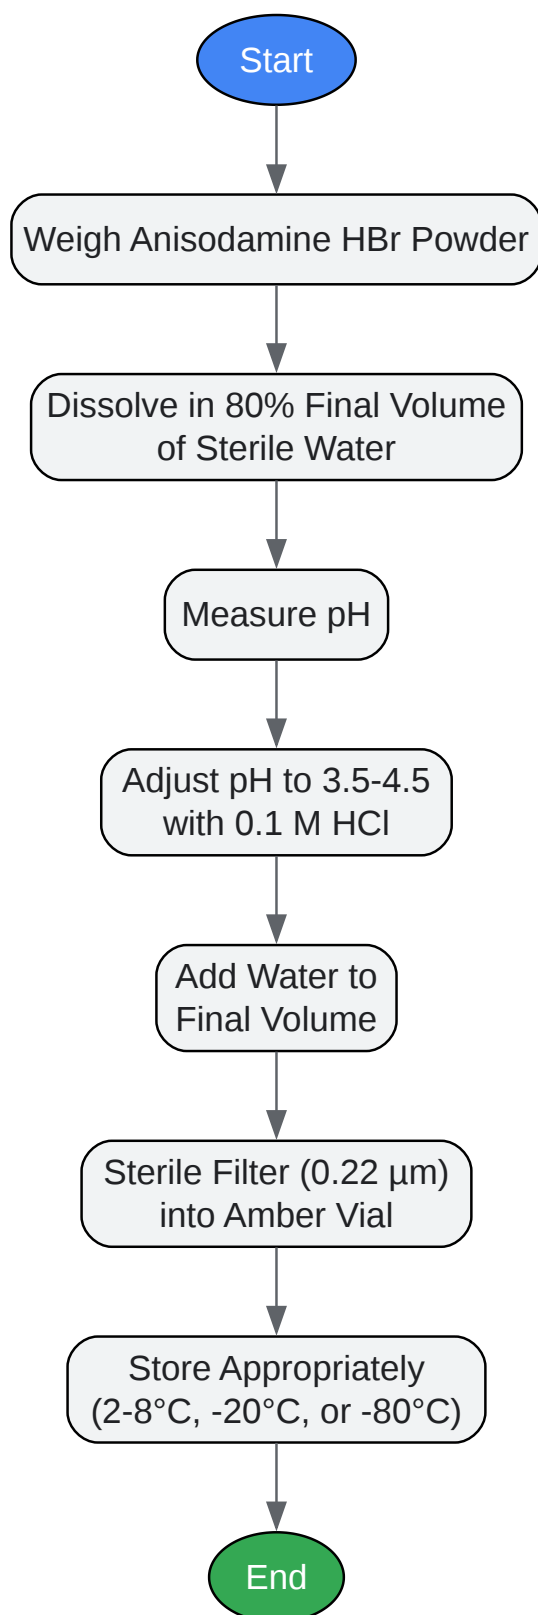 Start
Weigh Anisodamine HBr Powder
Dissolve in 80% Final Volume
of Sterile Water
Measure pH
Adjust pH to 3.5-4.5
with 0.1 M HCl
Add Water to
Final Volume
Sterile Filter (0.22 µm)
into Amber Vial
Store Appropriately
(2-8°C, -20°C, or -80°C)
End